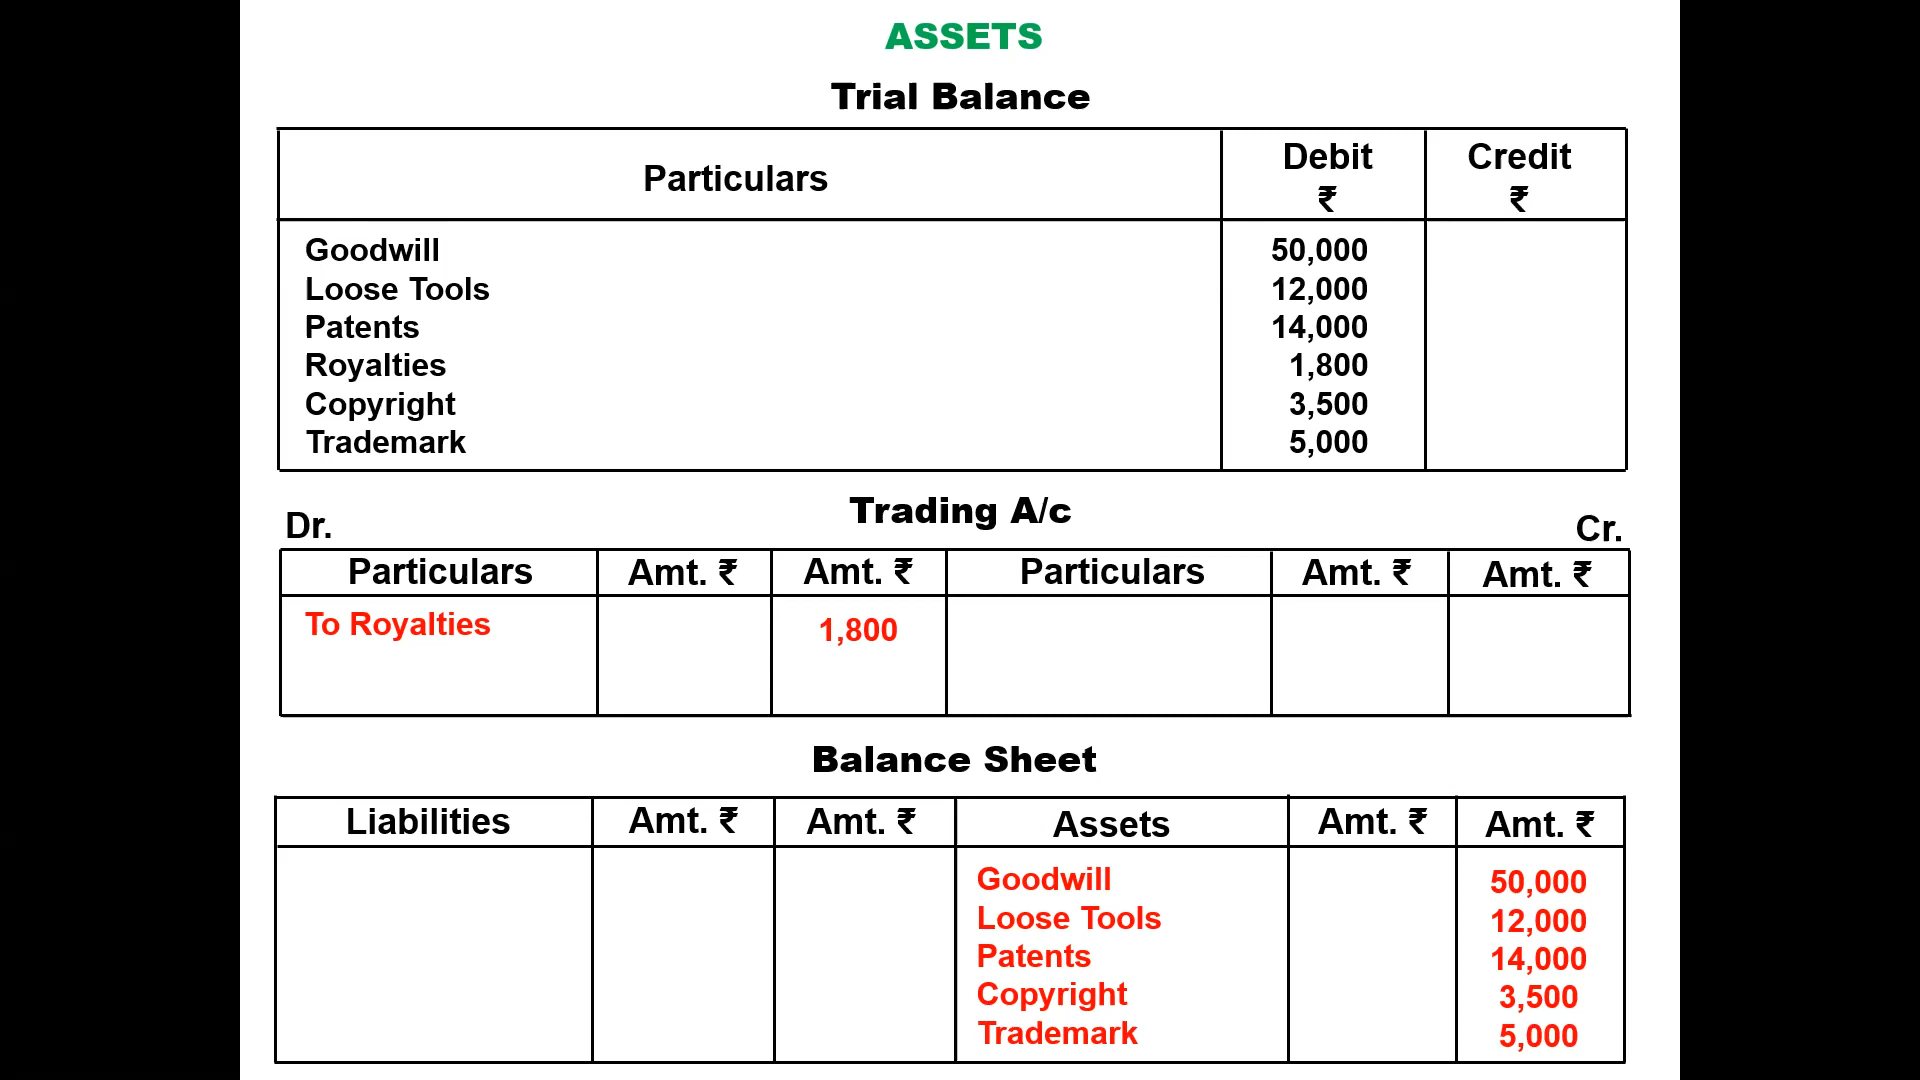 ASSETS
Trial Balance
Particulars Debit ₹ Credit ₹
Goodwill 50,000
Loose Tools 12,000
Patents 14,000
Royalties 1,800
Copyright 3,500
Trademark 5,000
Dr. Trading A/c Cr.
Particulars Amt. ₹ Amt. ₹ Particulars Amt. ₹ Amt. ₹
To Royalties 1,800
Balance Sheet
Liabilities Amt. ₹ Amt. ₹ Assets Amt. ₹ Amt. ₹
Goodwill 50,000
Loose Tools 12,000
Patents 14,000
Copyright 3,500
Trademark 5,000